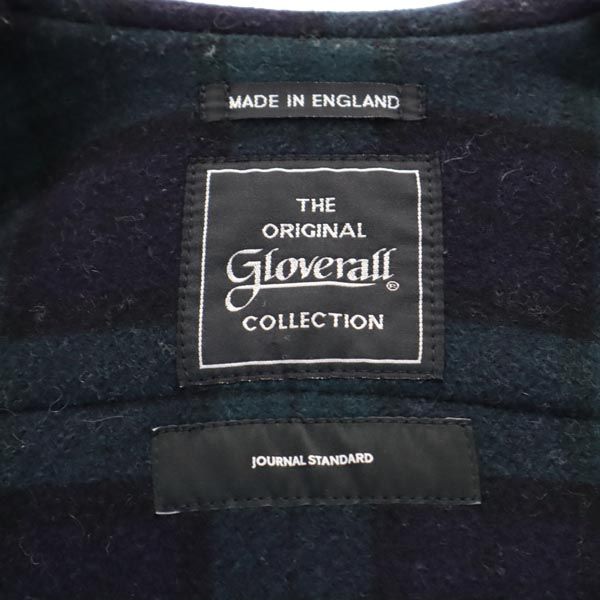 MADE IN ENGLAND
THE
ORIGINAL
Gloverall®
COLLECTION
JOURNAL STANDARD